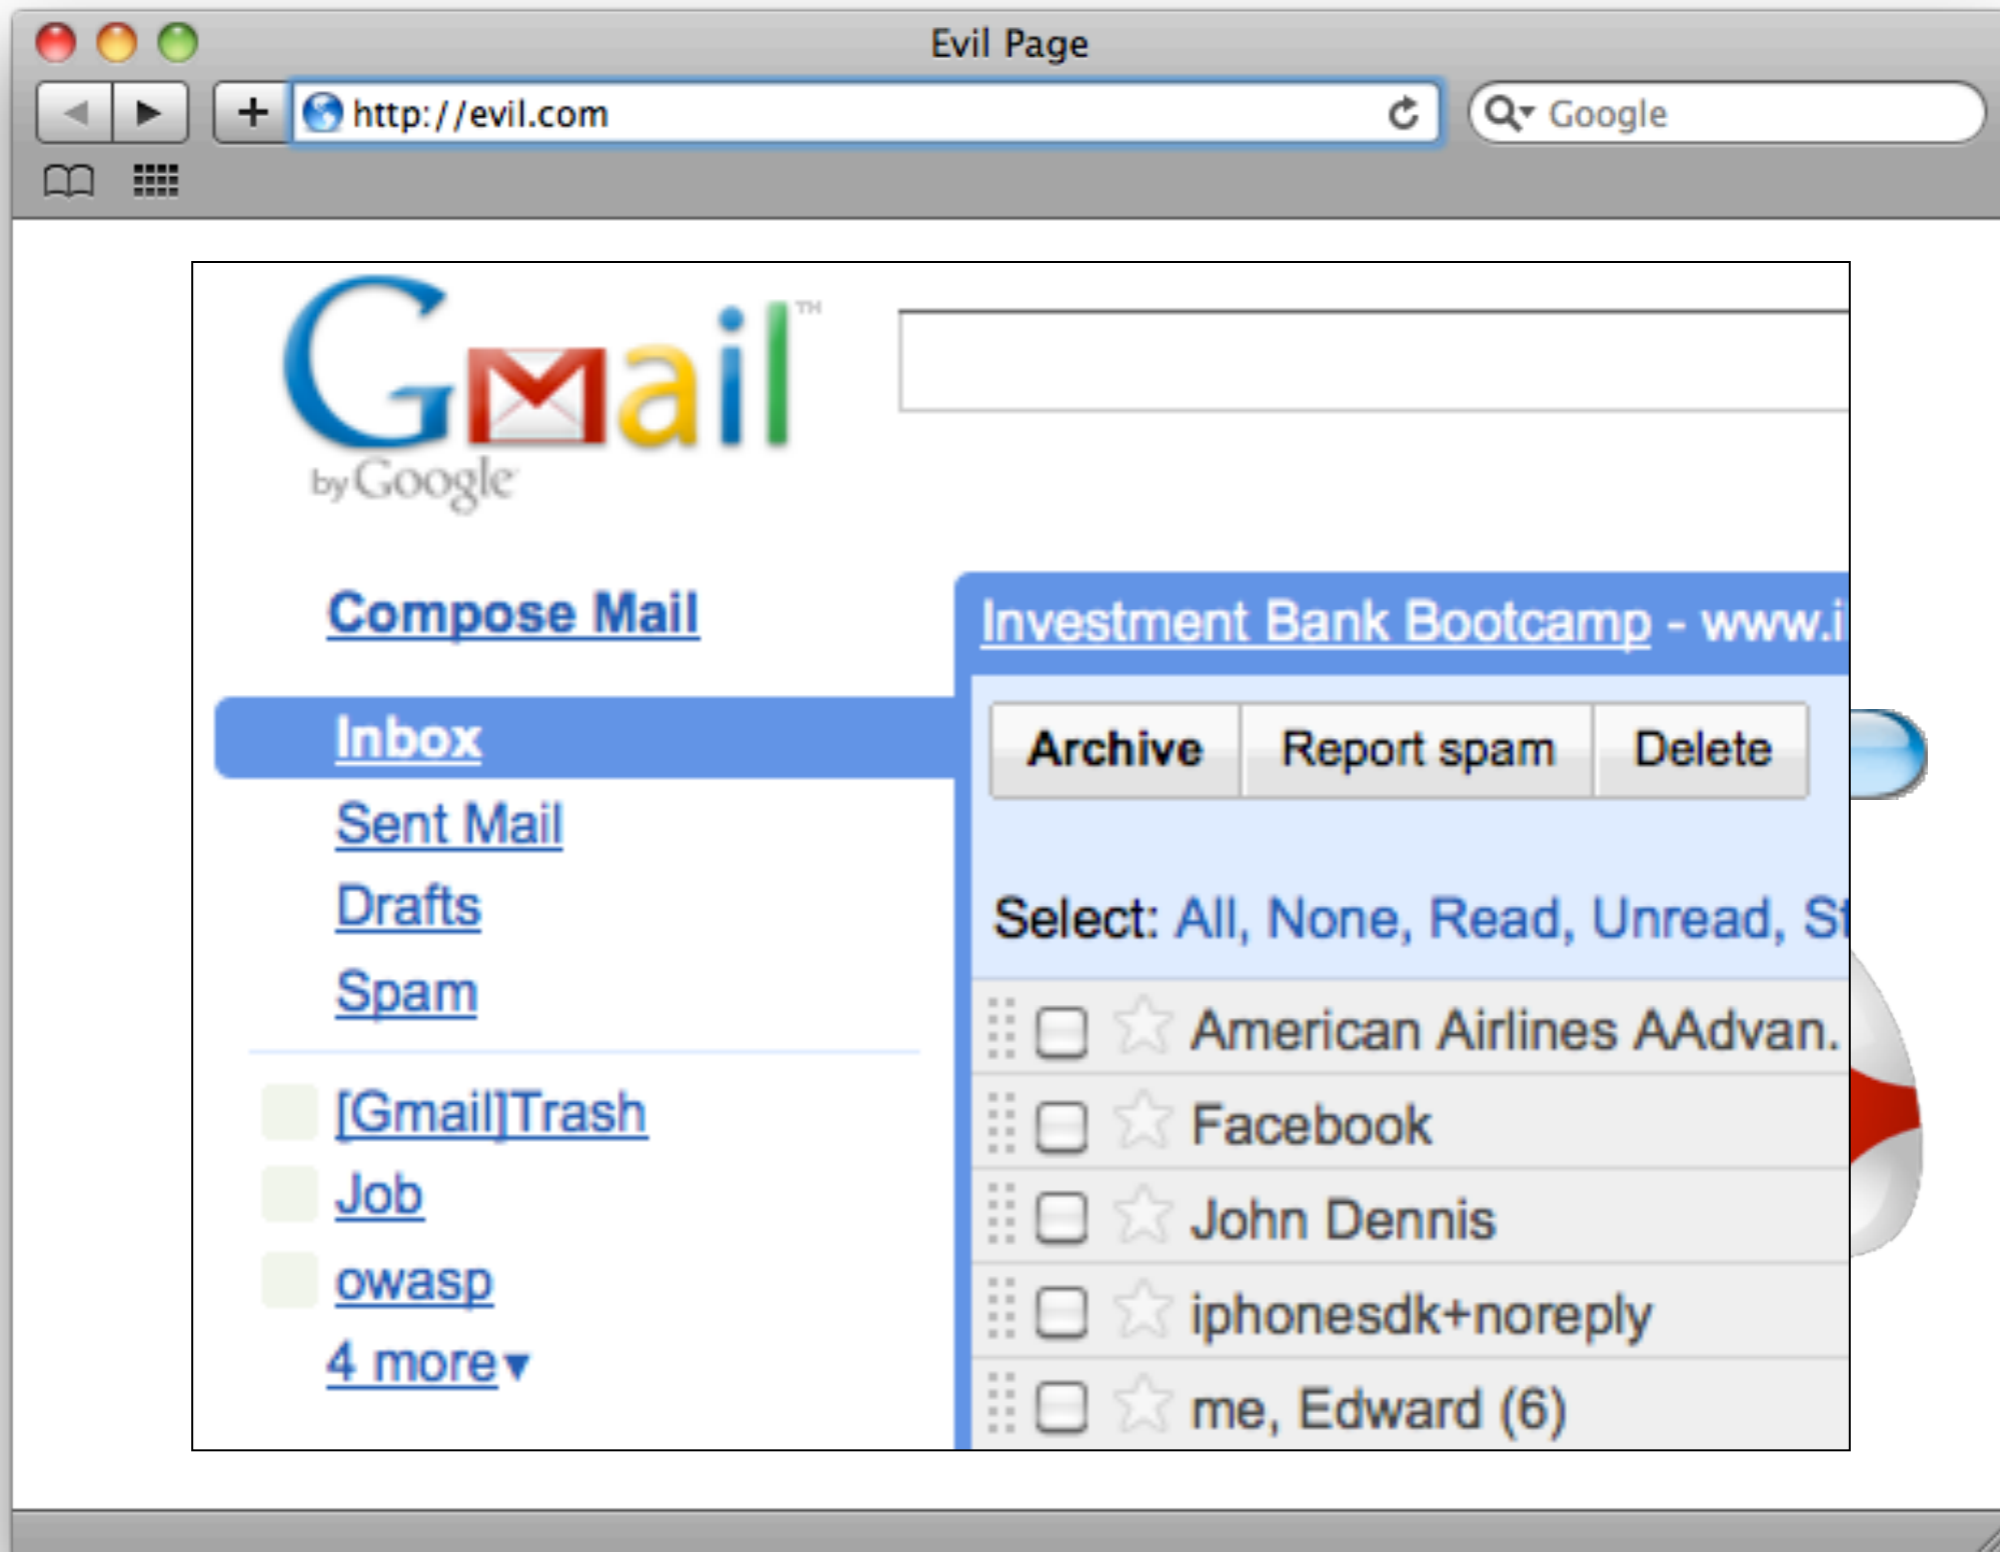 Evil Page
+ http://evil.com Google
Gmail™
by Google
Compose Mail
Inbox
Sent Mail
Drafts
Spam
[Gmail]Trash
Job
owasp
4 more▼
Investment Bank Bootcamp - www.i
Archive Report spam Delete
Select: All, None, Read, Unread, St
American Airlines AAdvan.
Facebook
John Dennis
iphonesdk+noreply
me, Edward (6)